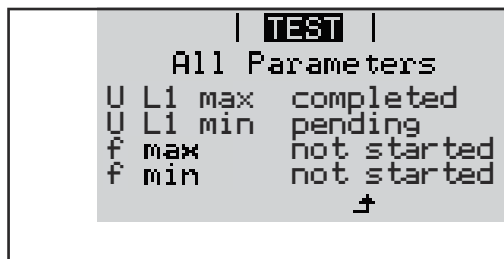 TEST
All Parameters
U L1 max completed
U L1 min pending
f max not started
f min not started